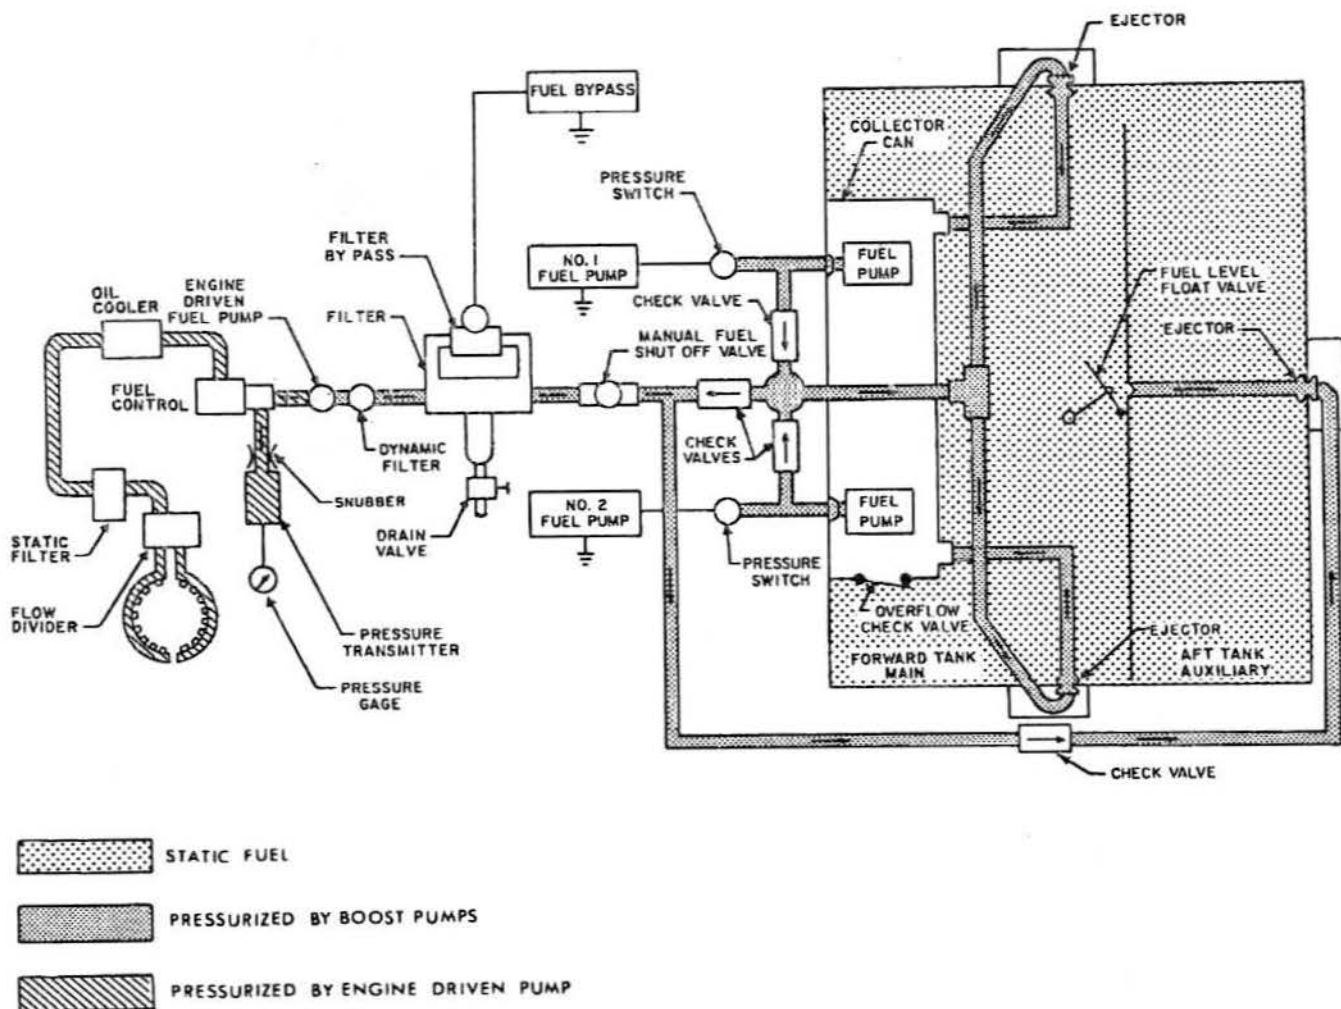 EJECTOR
FUEL BYPASS
COLLECTOR
CAN
PRESSURE
SWITCH
FILTER
BY PASS
NO. 1
FUEL PUMP
FUEL
PUMP
ENGINE
DRIVEN
FUEL PUMP
OIL
COOLER
FILTER
CHECK VALVE
MANUAL FUEL
SHUT OFF VALVE
FUEL LEVEL
FLOAT VALVE
EJECTOR
FUEL
CONTROL
DYNAMIC
FILTER
CHECK
VALVES
SNUBBER
NO. 2
FUEL PUMP
FUEL
PUMP
STATIC
FILTER
DRAIN
VALVE
PRESSURE
SWITCH
FLOW
DIVIDER
OVERFLOW
CHECK VALVE
EJECTOR
PRESSURE
TRANSMITTER
FORWARD TANK
MAIN
AFT TANK
AUXILIARY
PRESSURE
GAGE
CHECK VALVE
STATIC FUEL
PRESSURIZED BY BOOST PUMPS
PRESSURIZED BY ENGINE DRIVEN PUMP